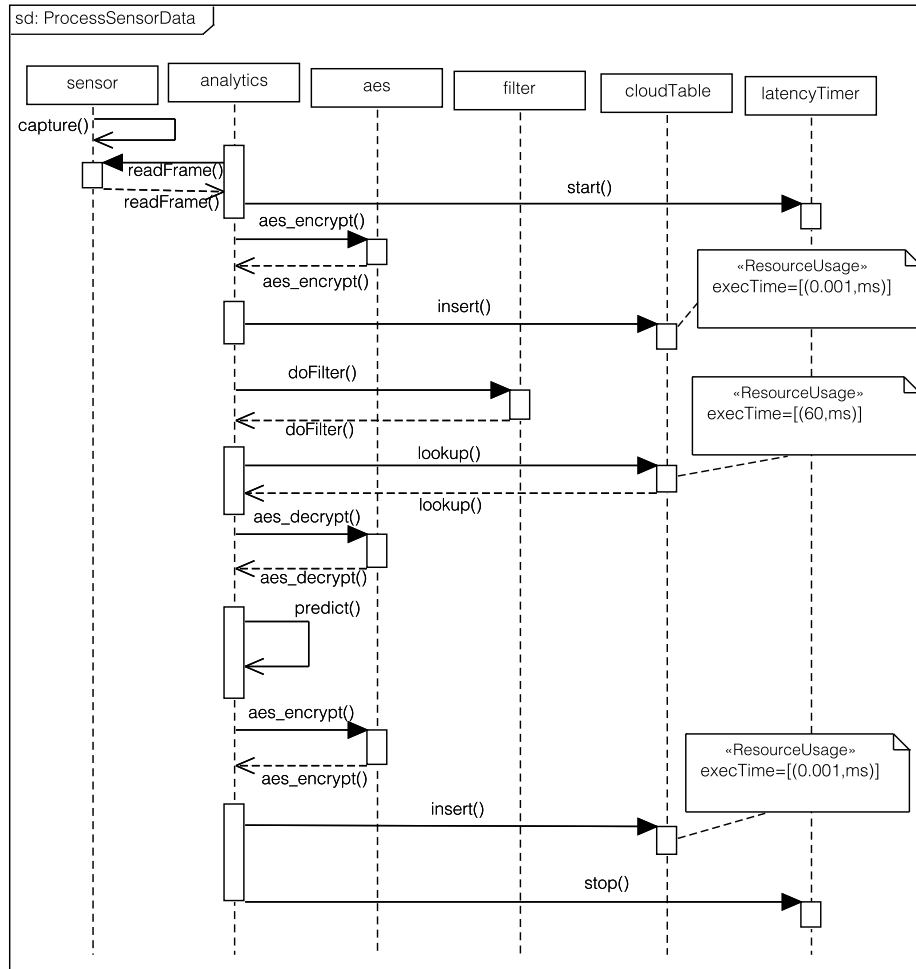 sd: ProcessSensorData
sensor
analytics
aes
filter
cloudTable
latencyTimer
capture()
readFrame()
readFrame()
start()
aes_encrypt()
aes_encrypt()
«ResourceUsage»
execTime=[(0.001,ms)]
insert()
doFilter()
doFilter()
«ResourceUsage»
execTime=[(60,ms)]
lookup()
lookup()
aes_decrypt()
aes_decrypt()
predict()
aes_encrypt()
aes_encrypt()
«ResourceUsage»
execTime=[(0.001,ms)]
insert()
stop()